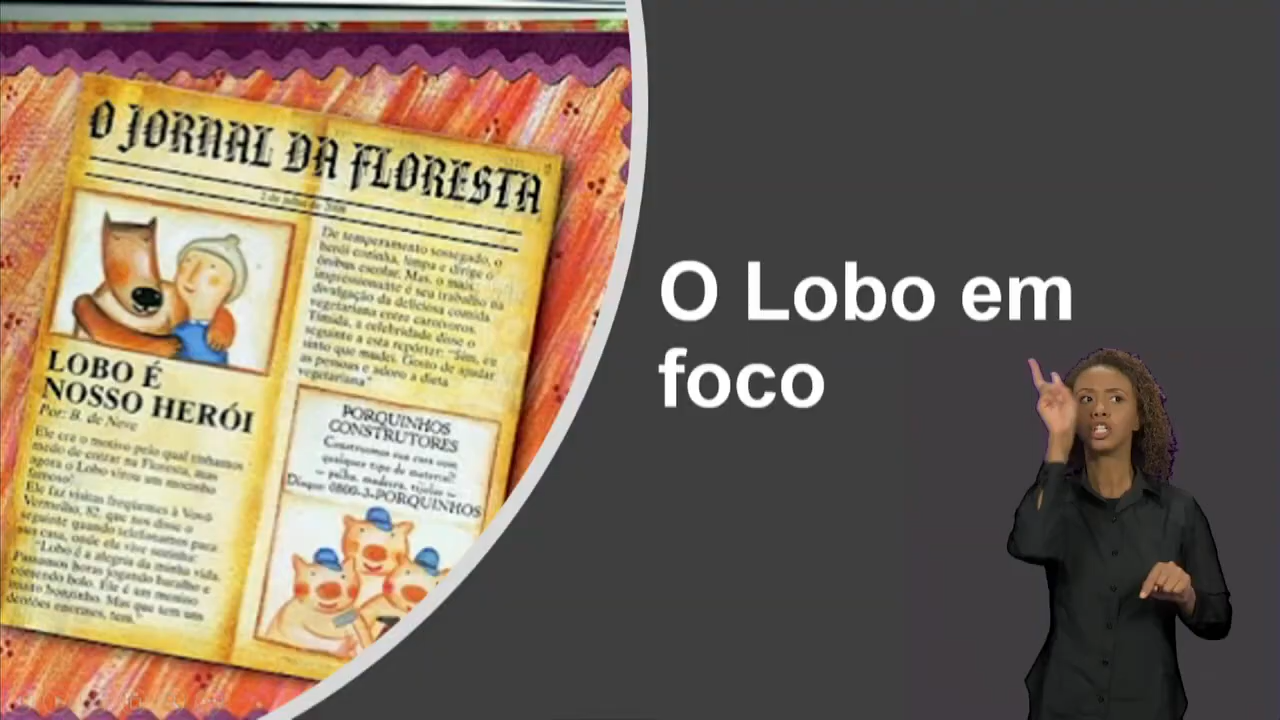 O JORNAL DA FLORESTA
LOBO É
NOSSO HERÓI
Por: B. de Neve
Ele era o motivo pelo qual tínhamos
medo de entrar na Floresta, mas
agora o Lobo virou um mocinho
famoso!
Ele faz visitas freqüentes à Vovó
Vermelho, 82, que nos disse o
seguinte quando telefonamos para
sua casa, onde ela vive sozinha:
"Lobo é a alegria da minha vida.
Passamos horas jogando baralho e
comendo bolo. Ele é um menino
muito bonzinho. Mas que tem uns
dentões enormes, tem."
De temperamento sossegado, o
herói cozinha, limpa e dirige o
ônibus escolar. Mas, o mais
impressionante é seu trabalho na
divulgação da deliciosa comida
vegetariana entre carnívoros.
Tímida, a celebridade disse o
seguinte a esta repórter: "Sim, eu
sinto que mudei. Gosto de ajudar
as pessoas e adoro a dieta
vegetariana"
PORQUINHOS
CONSTRUTORES
Construímos sua casa com
qualquer tipo de material!
– palha, madeira, tijolos –
Disque: 0800-3-PORQUINHOS
O Lobo em
foco